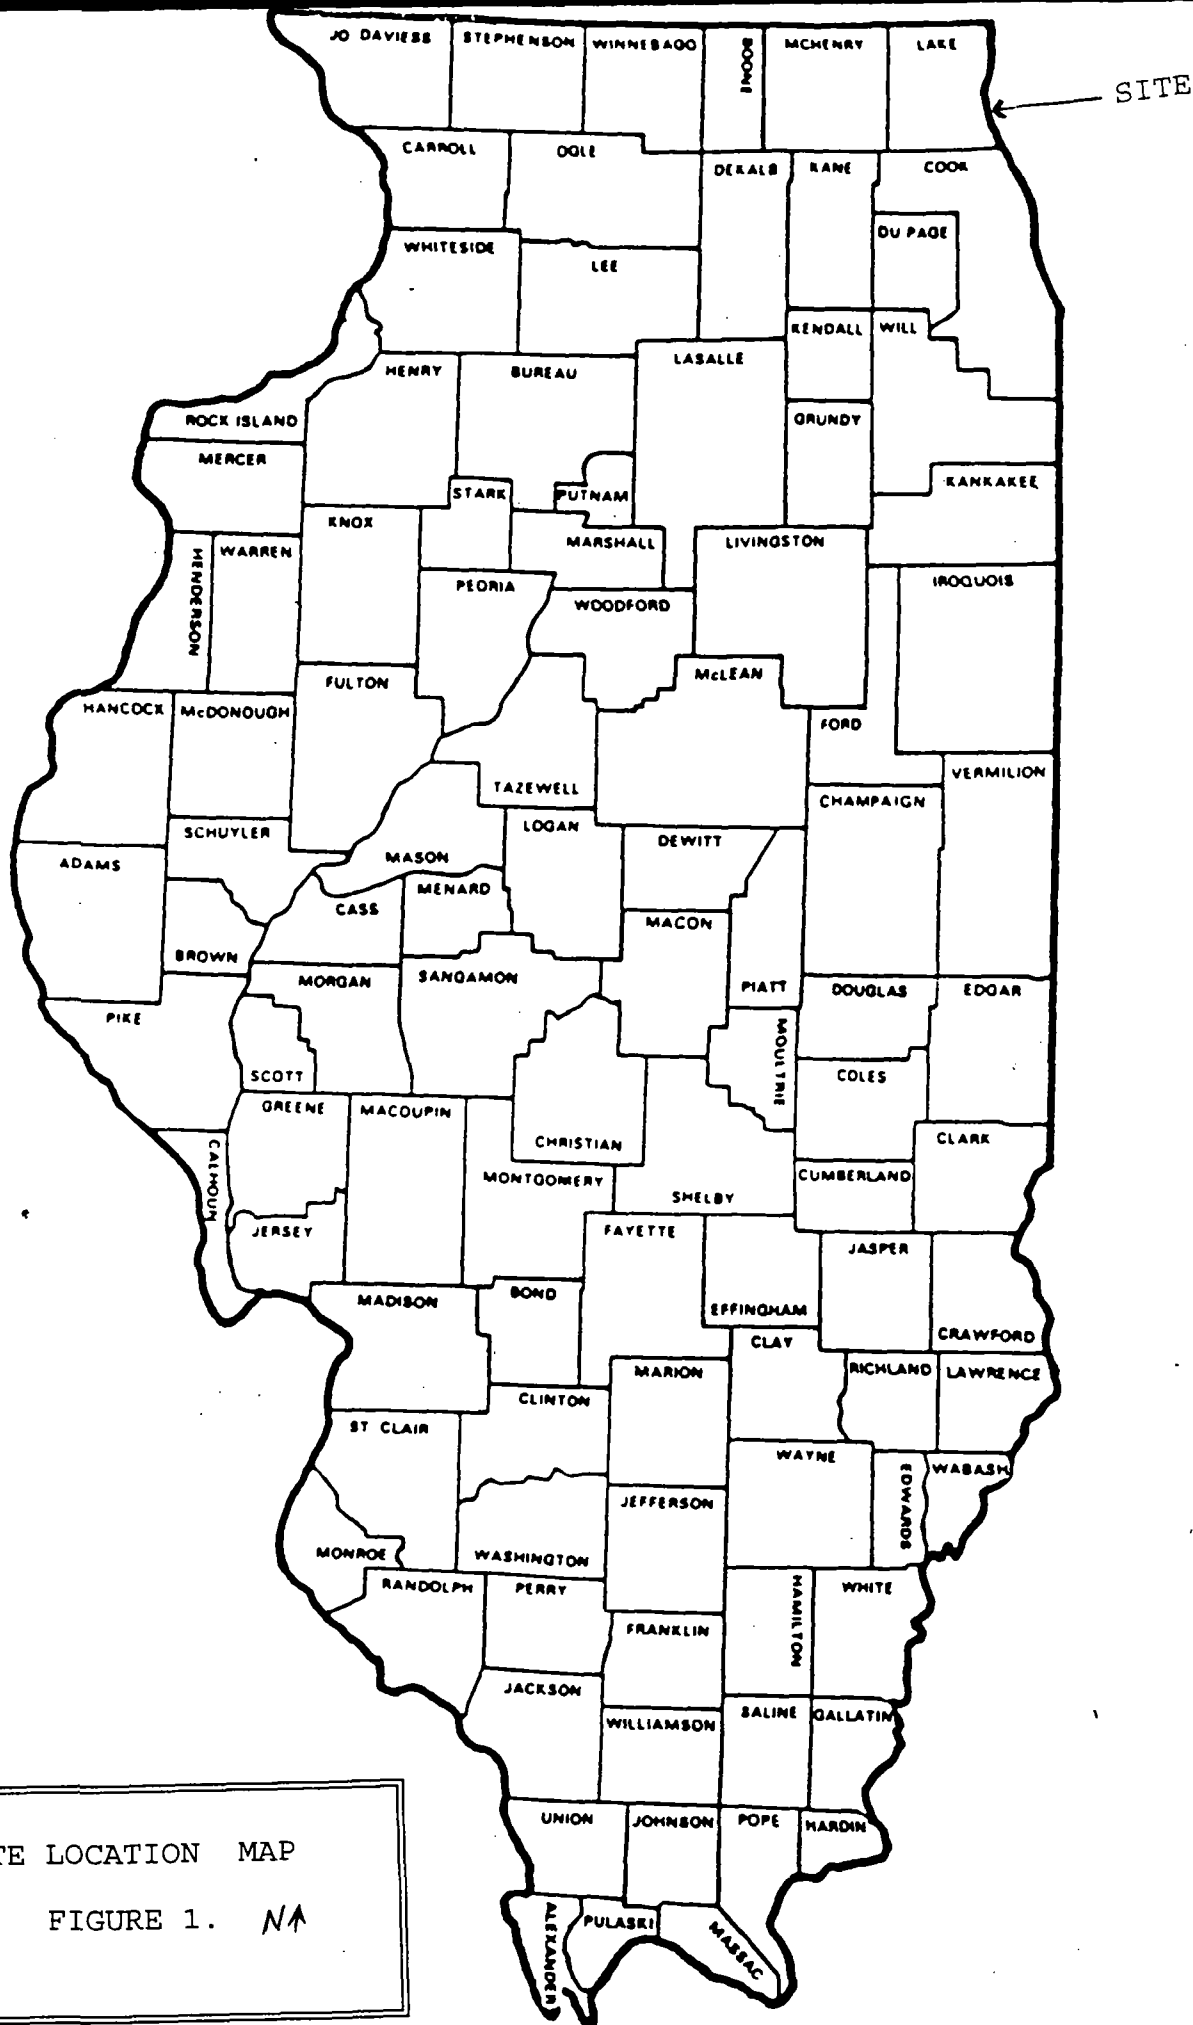 JO DAVIESS STEPHENSON WINNEBAGO BOONE MCHENRY LAKE
SITE
CARROLL OGLE DEKALB KANE COOK
DU PAGE
WHITESIDE LEE
KENDALL WILL
HENRY BUREAU LASALLE
ROCK ISLAND GRUNDY
MERCER
STARK PUTNAM KANKAKEE
KNOX
MARSHALL LIVINGSTON
HENDERSON WARREN
PEORIA IROQUOIS
WOODFORD
FULTON McLEAN
HANCOCK McDONOUGH FORD
VERMILION
TAZEWELL CHAMPAIGN
SCHUYLER LOGAN DEWITT
ADAMS MASON
MENARD
CASS MACON
BROWN
MORGAN SANGAMON PIATT DOUGLAS EDGAR
PIKE MOULTRIE
SCOTT COLES
GREENE MACOUPIN
CHRISTIAN CLARK
CALHOUN MONTGOMERY CUMBERLAND
SHELBY
JERSEY FAYETTE
JASPER
MADISON BOND EFFINGHAM
CLAY CRAWFORD
MARION RICHLAND LAWRENCE
CLINTON
ST CLAIR
WAYNE EDWARDS WABASH
JEFFERSON
MONROE WASHINGTON
RANDOLPH PERRY HAMILTON WHITE
FRANKLIN
JACKSON
WILLIAMSON SALINE GALLATIN
UNION JOHNSON POPE HARDIN
TE LOCATION MAP
FIGURE 1. N↑
ALEXANDER PULASKI MASSAC